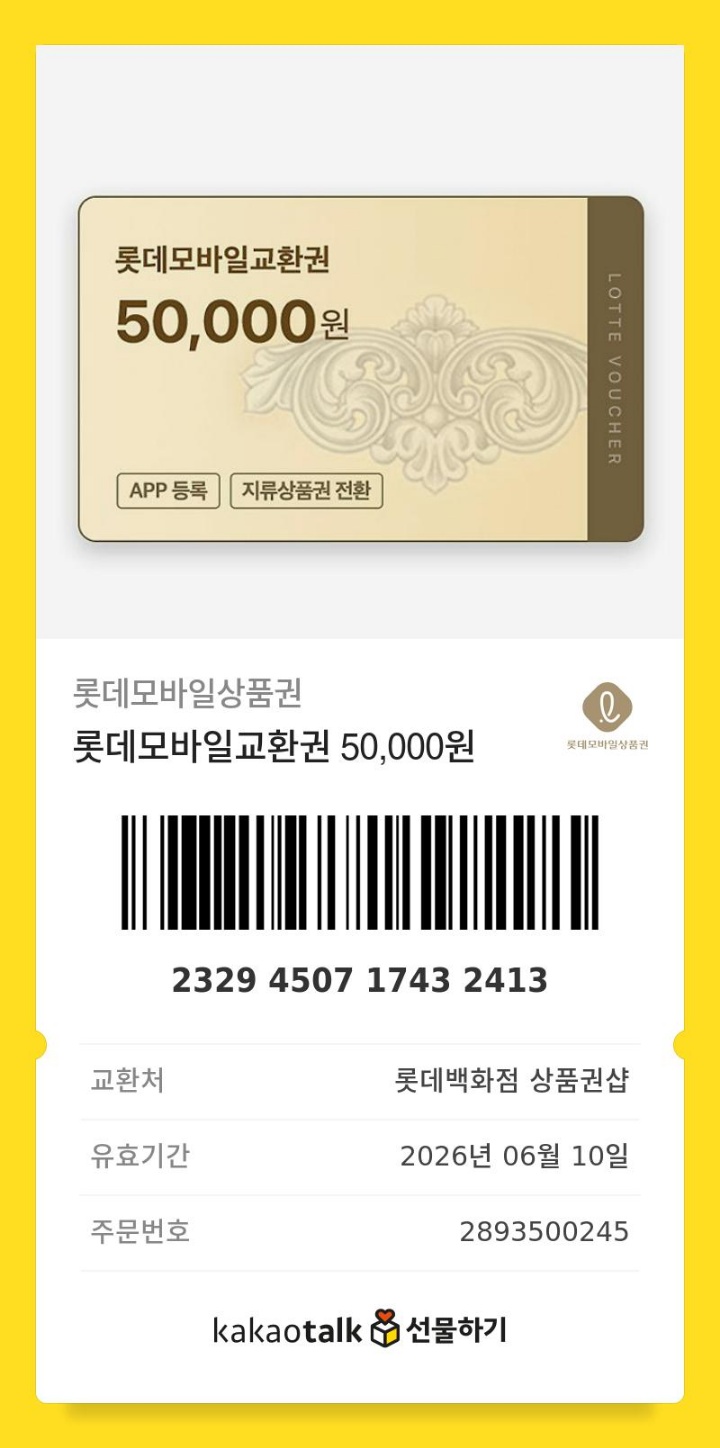 롯데모바일교환권
50,000원
LOTTE VOUCHER
APP 등록 지류상품권 전환
롯데모바일상품권
롯데모바일교환권 50,000원
롯데모바일상품권
2329 4507 1743 2413
교환처 롯데백화점 상품권샵
유효기간 2026년 06월 10일
주문번호 2893500245
kakaotalk 선물하기